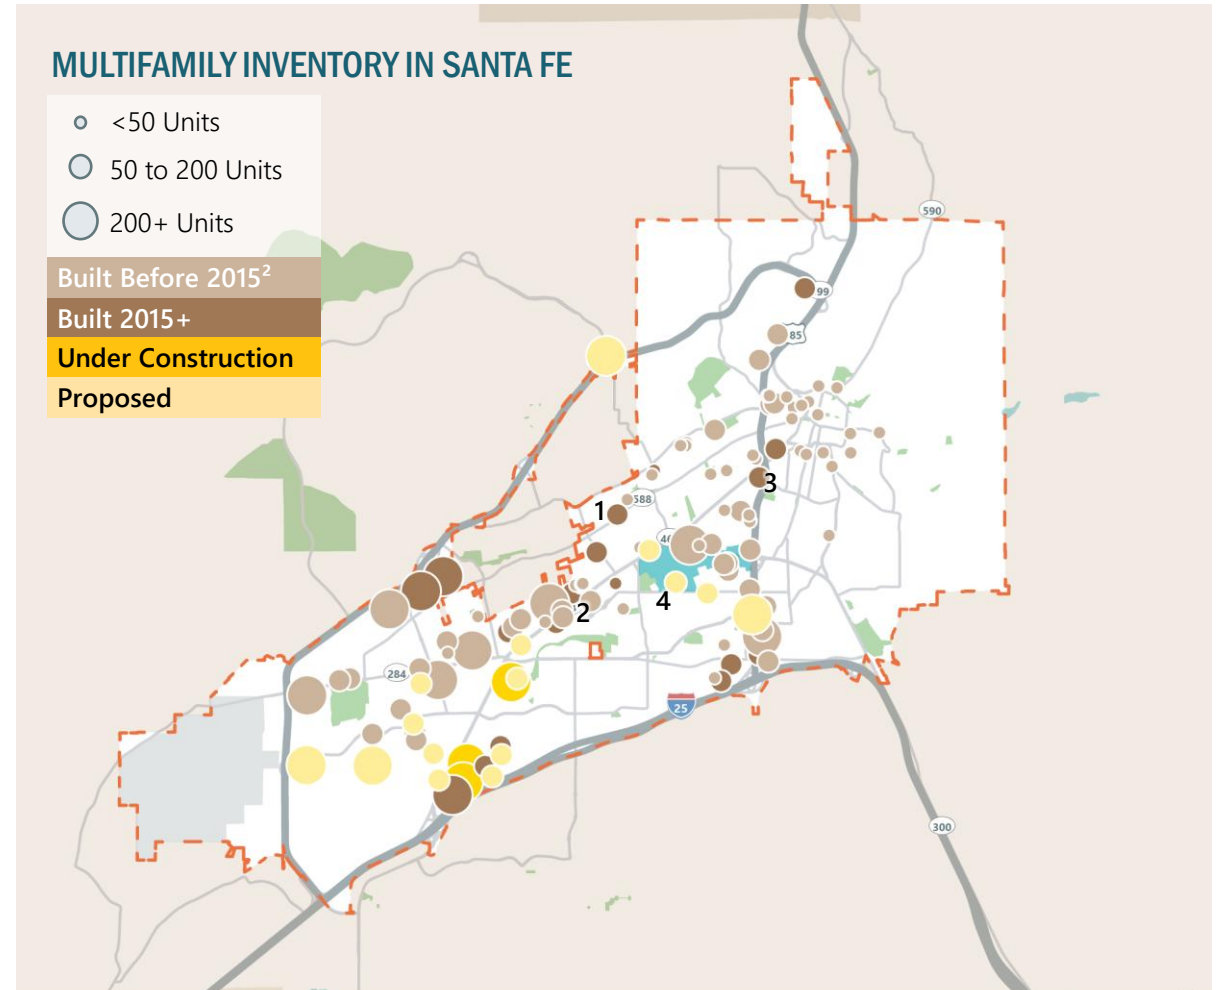 MULTIFAMILY INVENTORY IN SANTA FE
<50 Units
50 to 200 Units
200+ Units
Built Before 2015²
Built 2015+
Under Construction
Proposed
590
99
85
3
588
1
4
2
284
25
300